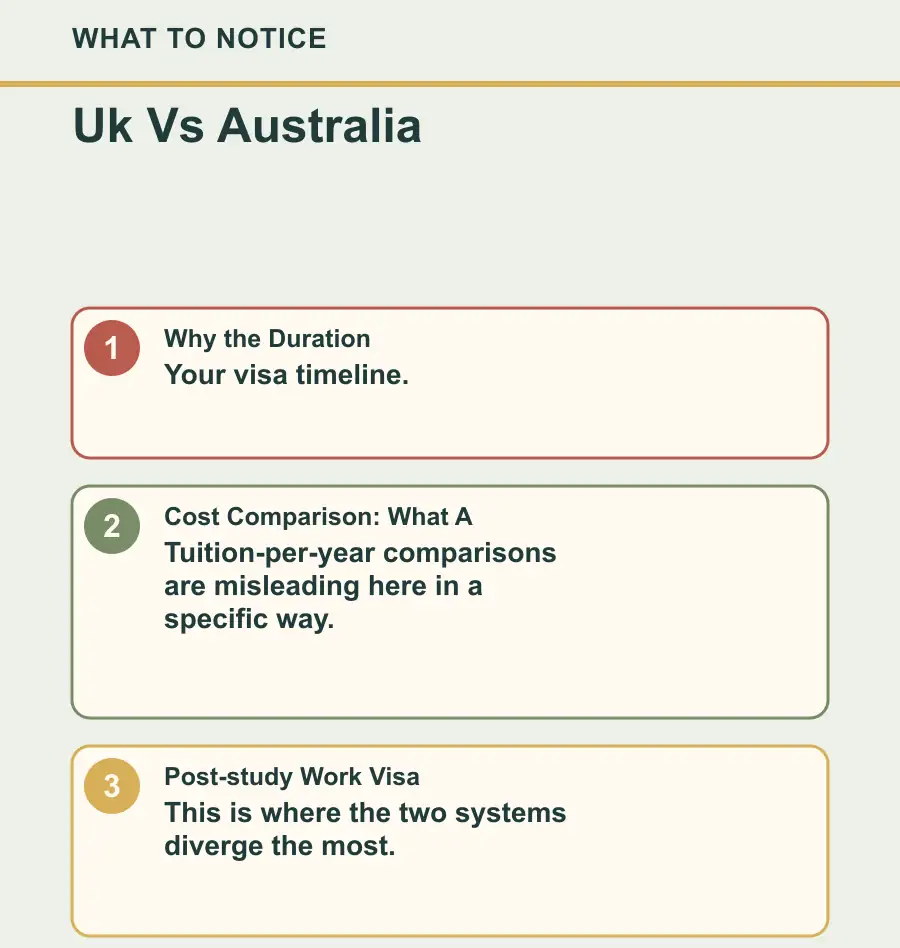 WHAT TO NOTICE
Uk Vs Australia
1
Why the Duration
Your visa timeline.
2
Cost Comparison: What A
Tuition-per-year comparisons
are misleading here in a
specific way.
3
Post-study Work Visa
This is where the two systems
diverge the most.